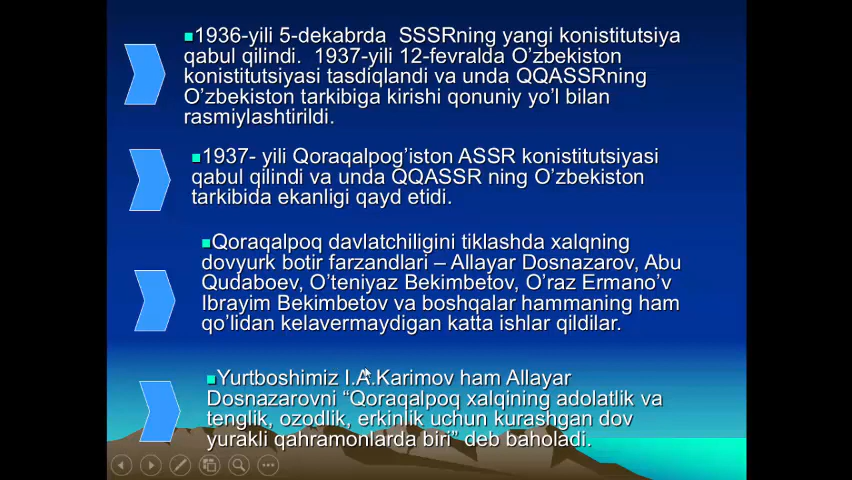 1936-yili 5-dekabrda SSSRning yangi konistitutsiya
qabul qilindi. 1937-yili 12-fevralda O’zbekiston
konistitutsiyasi tasdiqlandi va unda QQASSRning
O’zbekiston tarkibiga kirishi qonuniy yo’l bilan
rasmiylashtirildi.
1937- yili Qoraqalpog’iston ASSR konistitutsiyasi
qabul qilindi va unda QQASSR ning O’zbekiston
tarkibida ekanligi qayd etidi.
Qoraqalpoq davlatchiligini tiklashda xalqning
dovyurk botir farzandlari – Allayar Dosnazarov, Abu
Qudaboev, O’teniyaz Bekimbetov, O’raz Ermano’v
Ibrayim Bekimbetov va boshqalar hammaning ham
qo’lidan kelavermaydigan katta ishlar qildilar.
Yurtboshimiz I.A.Karimov ham Allayar
Dosnazarovni “Qoraqalpoq xalqining adolatlik va
tenglik, ozodlik, erkinlik uchun kurashgan dov
yurakli qahramonlarda biri” deb baholadi.